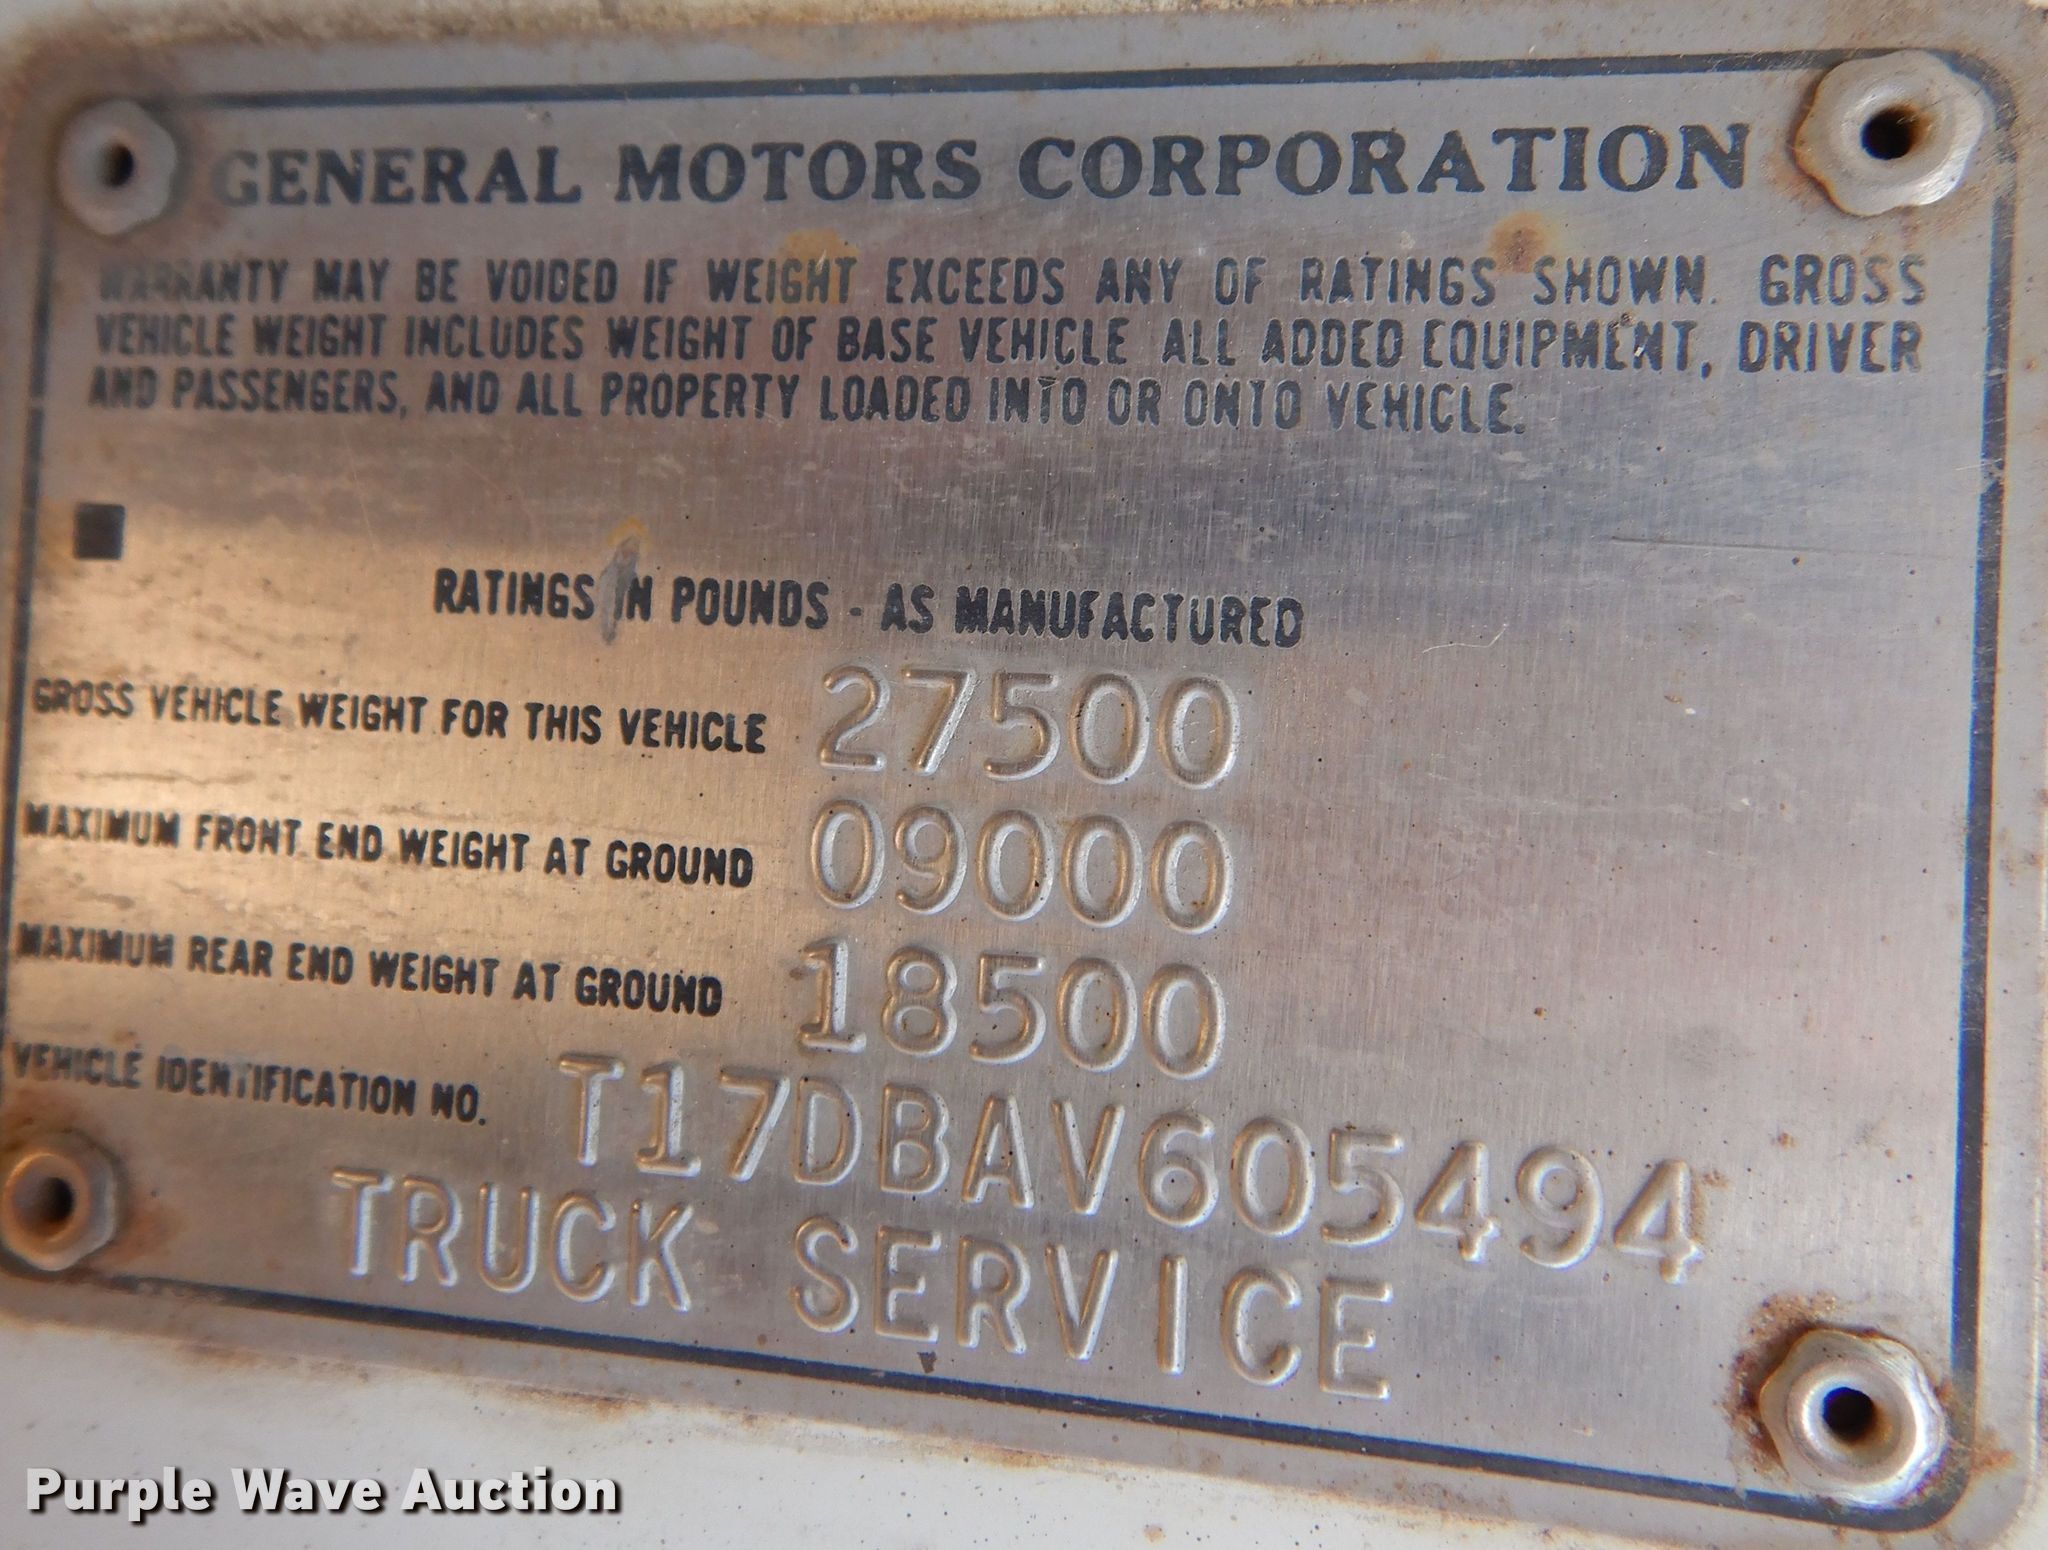 GENERAL MOTORS CORPORATION
WARRANTY MAY BE VOIDED IF WEIGHT EXCEEDS ANY OF RATINGS SHOWN. GROSS
VEHICLE WEIGHT INCLUDES WEIGHT OF BASE VEHICLE ALL ADDED EQUIPMENT, DRIVER
AND PASSENGERS, AND ALL PROPERTY LOADED INTO OR ONTO VEHICLE.
RATINGS IN POUNDS - AS MANUFACTURED
GROSS VEHICLE WEIGHT FOR THIS VEHICLE 27500
MAXIMUM FRONT END WEIGHT AT GROUND 09000
MAXIMUM REAR END WEIGHT AT GROUND 18500
VEHICLE IDENTIFICATION NO. T17DBAV605494
TRUCK SERVICE
Purple Wave Auction